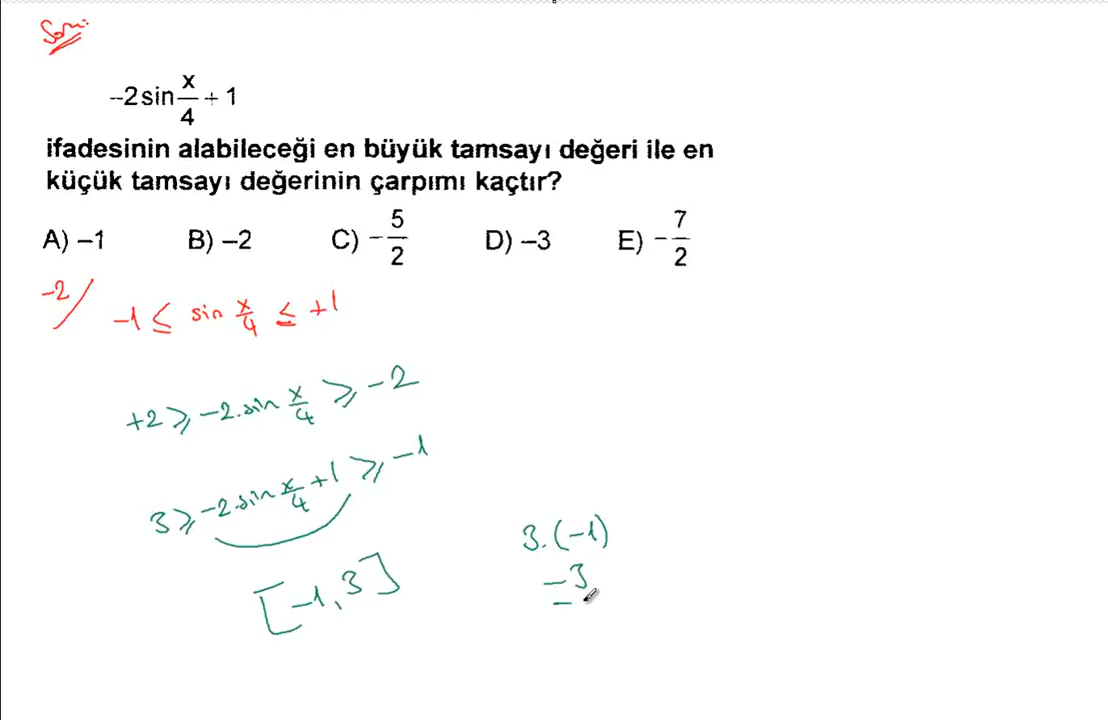 Soru:
-2sin x/4 + 1
ifadesinin alabileceği en büyük tamsayı değeri ile en
küçük tamsayı değerinin çarpımı kaçtır?
A) -1 B) -2 C) -5/2 D) -3 E) -7/2
-2/ -1 ≤ sin x/4 ≤ +1
+2 ≥ -2.sin x/4 ≥ -2
3 ≥ -2 sin x/4 +1 ≥ -1
3.(-1)
-3
[-1, 3]